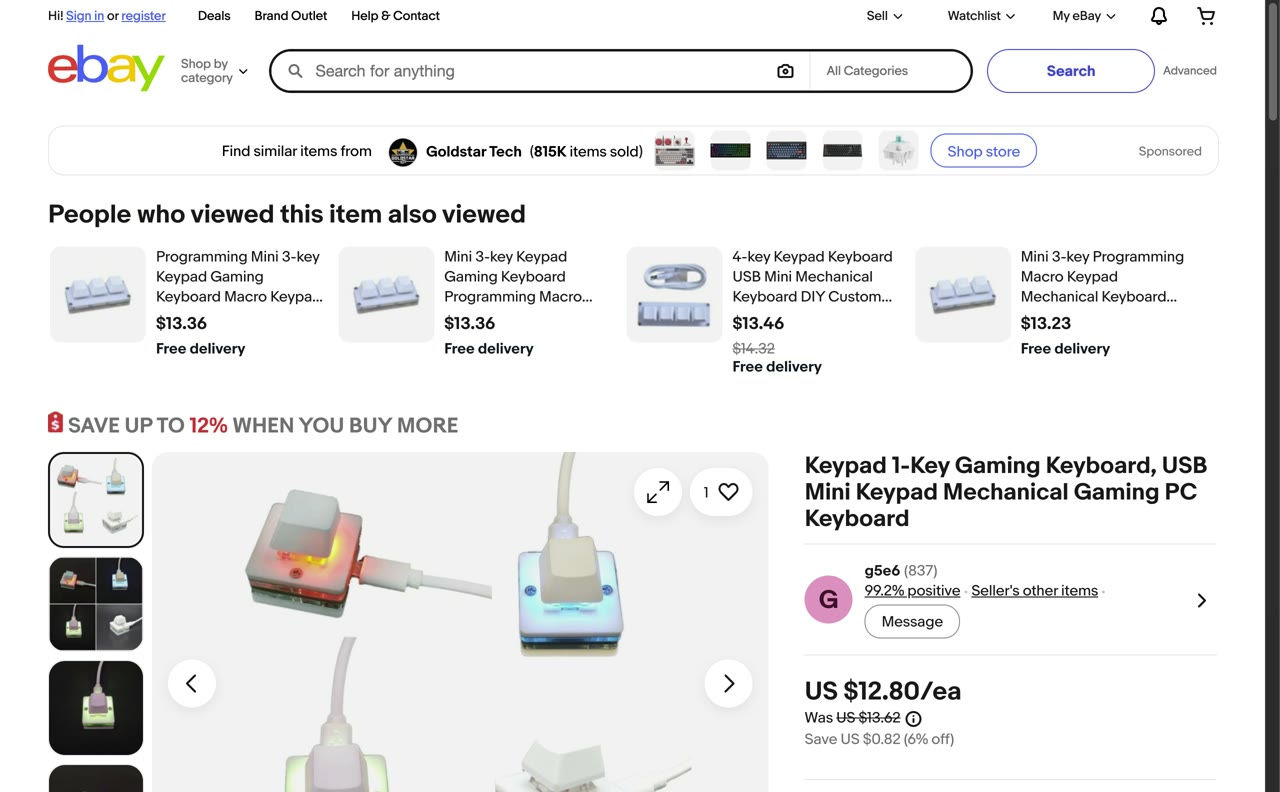 Hi! Sign in or register
Deals
Brand Outlet
Help & Contact
Sell
Watchlist
My eBay
ebay
Shop by
category
Search for anything
All Categories
Search
Advanced
Find similar items from
Goldstar Tech (815K items sold)
Shop store
Sponsored
People who viewed this item also viewed
Programming Mini 3-key
Keypad Gaming
Keyboard Macro Keypa...
$13.36
Free delivery
Mini 3-key Keypad
Gaming Keyboard
Programming Macro...
$13.36
Free delivery
4-key Keypad Keyboard
USB Mini Mechanical
Keyboard DIY Custom...
$13.46
$14.32
Free delivery
Mini 3-key Programming
Macro Keypad
Mechanical Keyboard...
$13.23
Free delivery
SAVE UP TO 12% WHEN YOU BUY MORE
1
Keypad 1-Key Gaming Keyboard, USB
Mini Keypad Mechanical Gaming PC
Keyboard
G
g5e6 (837)
99.2% positive · Seller's other items ·
Message
US $12.80/ea
Was US $13.62
Save US $0.82 (6% off)